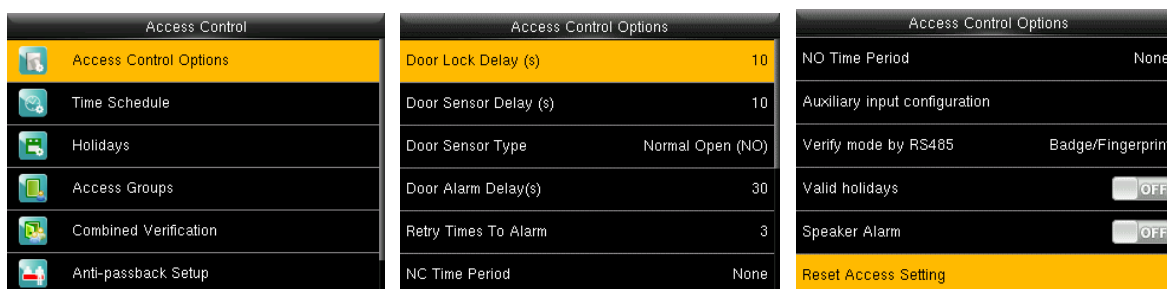 Access Control
Access Control Options
Time Schedule
Holidays
Access Groups
Combined Verification
Anti-passback Setup
Access Control Options
Door Lock Delay (s) 10
Door Sensor Delay (s) 10
Door Sensor Type Normal Open (NO)
Door Alarm Delay(s) 30
Retry Times To Alarm 3
NC Time Period None
Access Control Options
NO Time Period None
Auxiliary input configuration
Verify mode by RS485 Badge/Fingerprint
Valid holidays OFF
Speaker Alarm OFF
Reset Access Setting